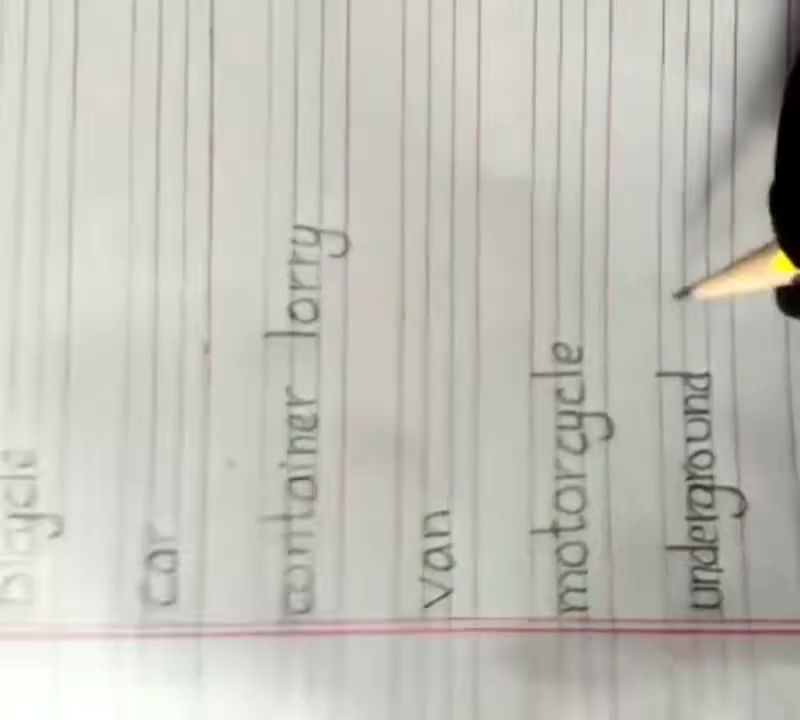 bicycle
car
container lorry
van
motorcycle
underground